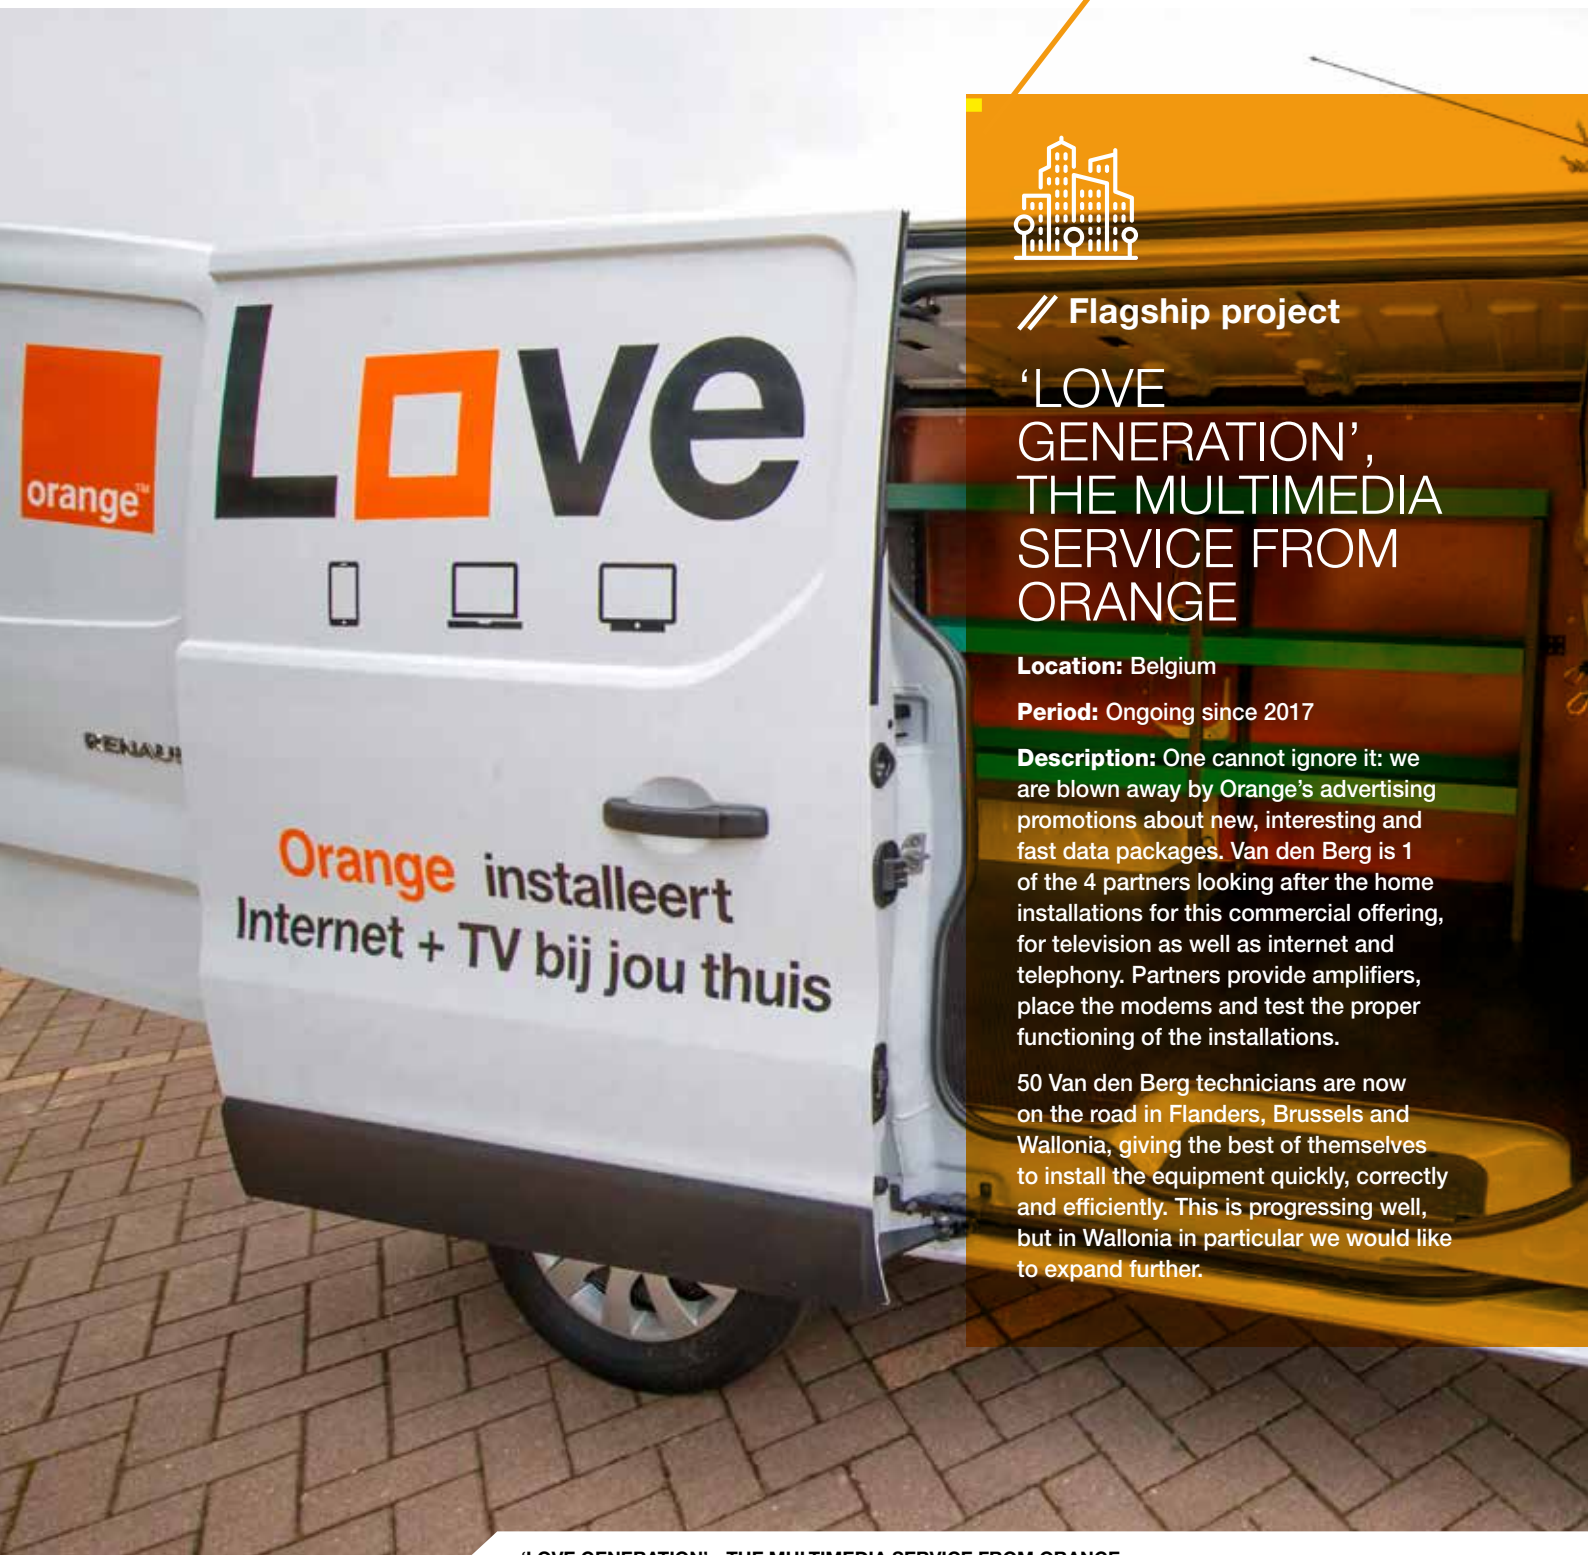 orange™
Love
RENAU
Orange installeert
Internet + TV bij jou thuis
// Flagship project
‘LOVE
GENERATION’,
THE MULTIMEDIA
SERVICE FROM
ORANGE
Location: Belgium
Period: Ongoing since 2017
Description: One cannot ignore it: we
are blown away by Orange’s advertising
promotions about new, interesting and
fast data packages. Van den Berg is 1
of the 4 partners looking after the home
installations for this commercial offering,
for television as well as internet and
telephony. Partners provide amplifiers,
place the modems and test the proper
functioning of the installations.
50 Van den Berg technicians are now
on the road in Flanders, Brussels and
Wallonia, giving the best of themselves
to install the equipment quickly, correctly
and efficiently. This is progressing well,
but in Wallonia in particular we would like
to expand further.